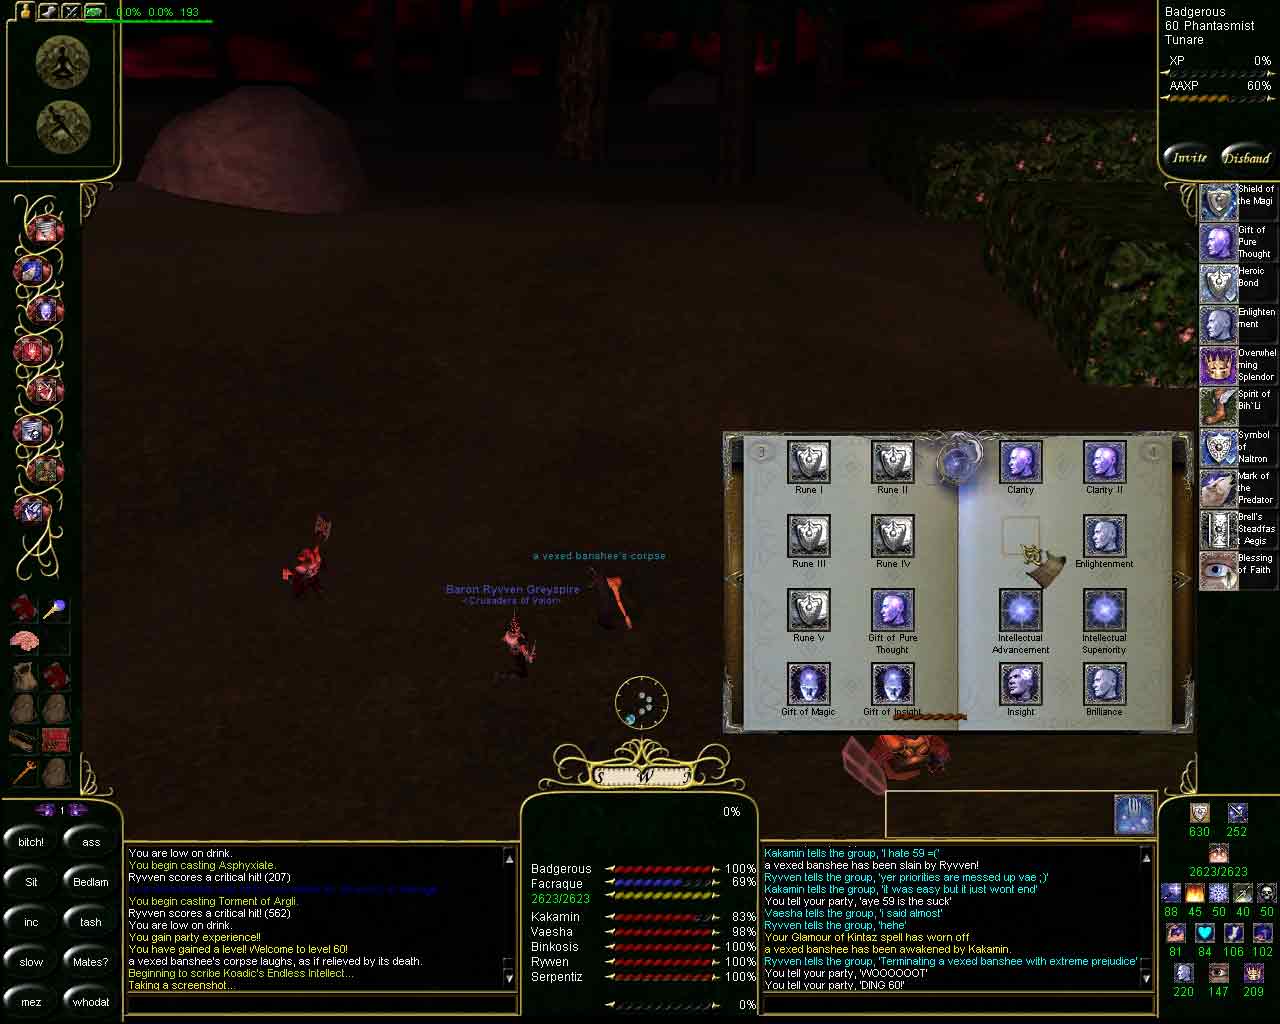 0.0% 0.0% 193
Badgerous
60 Phantasmist
Tunare
XP 0%
AAXP 60%
Invite Disband
Shield of
the Magi
Gift of
Pure
Thought
Heroic
Bond
Enlighten
ment
Overwhel
ming
Splendor
Spirit of
Bih`Li
Symbol
of
Naltron
Mark of
the
Predator
Brell's
Steadfas
t Aegis
Blessing
of Faith
3 4
Rune I Rune II Clarity Clarity II
Rune III Rune IV Enlightenment
Rune V Gift of Pure
Thought Intellectual
Advancement Intellectual
Superiority
Gift of Magic Gift of Insight Insight Brilliance
a vexed banshee's corpse
Baron Ryvven Greyspire
<Crusaders of Valor>
S W N
1
bitch! ass
Sit Bedlam
inc tash
slow Mates?
mez whodat
You are low on drink.
You begin casting Asphyxiate.
Ryvven scores a critical hit! (207)
You begin casting Torment of Argli.
Ryvven scores a critical hit! (562)
You are low on drink.
You gain party experience!!
You have gained a level! Welcome to level 60!
a vexed banshee's corpse laughs, as if relieved by its death.
Beginning to scribe Koadic's Endless Intellect...
Taking a screenshot...
0%
Badgerous 100%
Facraque 69%
2623/2623
Kakamin 83%
Vaesha 98%
Binkosis 100%
Ryvven 100%
Serpentiz 100%
0%
Kakamin tells the group, 'I hate 59 =('
a vexed banshee has been slain by Ryvven!
Ryvven tells the group, 'yer priorities are messed up vae ;)'
Kakamin tells the group, 'it was easy but it just wont end'
You tell your party, 'aye 59 is the suck'
Vaesha tells the group, 'i said almost'
Ryvven tells the group, 'hehe'
Your Glamour of Kintaz spell has worn off.
a vexed banshee has been awakened by Kakamin.
Ryvven tells the group, 'Terminating a vexed banshee with extreme prejudice'
You tell your party, 'WOOOOOOT'
You tell your party, 'DING 60!'
630 252
2623/2623
88 45 50 40 50
81 84 106 102
220 147 209